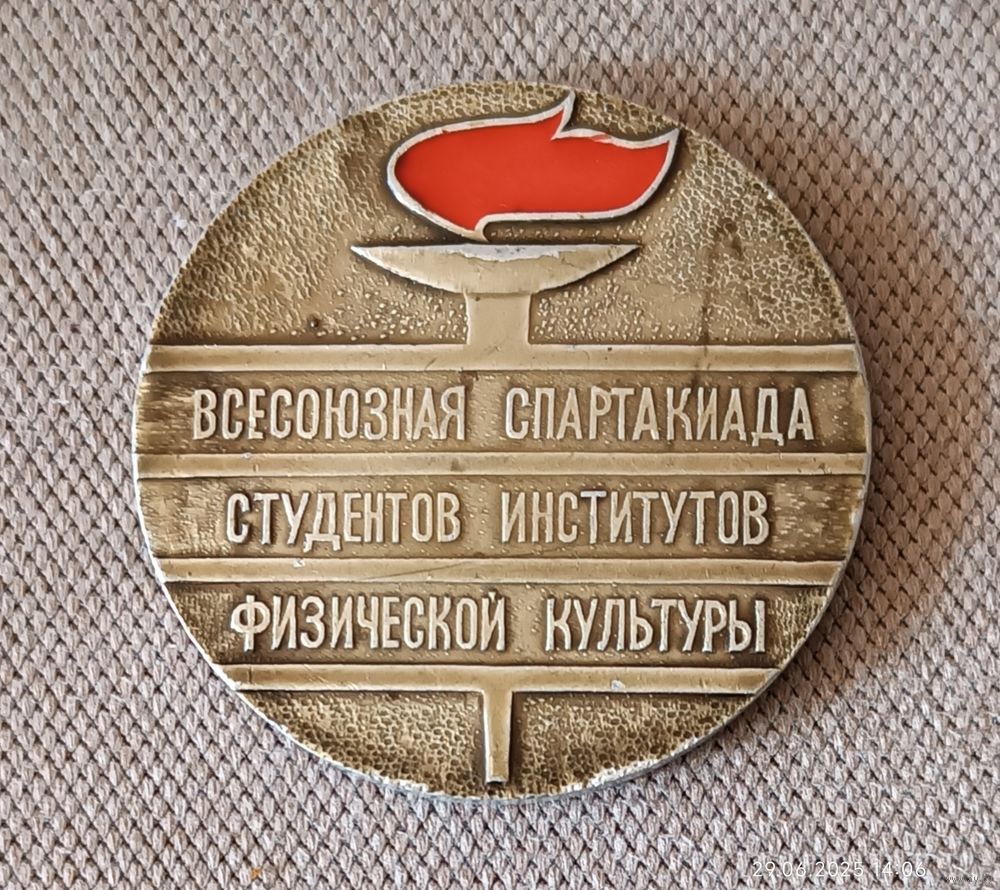 ВСЕСОЮЗНАЯ СПАРТАКИАДА
СТУДЕНТОВ ИНСТИТУТОВ
ФИЗИЧЕСКОЙ КУЛЬТУРЫ
29.06.2025 14:06